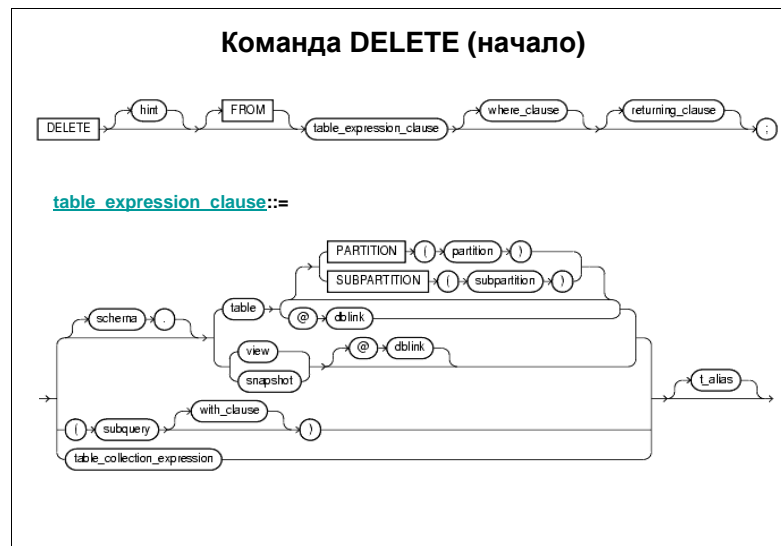 Команда DELETE (начало)
hint FROM where_clause returning_clause
DELETE table_expression_clause ;
table_expression_clause::=
PARTITION ( partition )
SUBPARTITION ( subpartition )
schema . table @ dblink
view @ dblink
snapshot
t_alias
with_clause
( subquery )
table_collection_expression